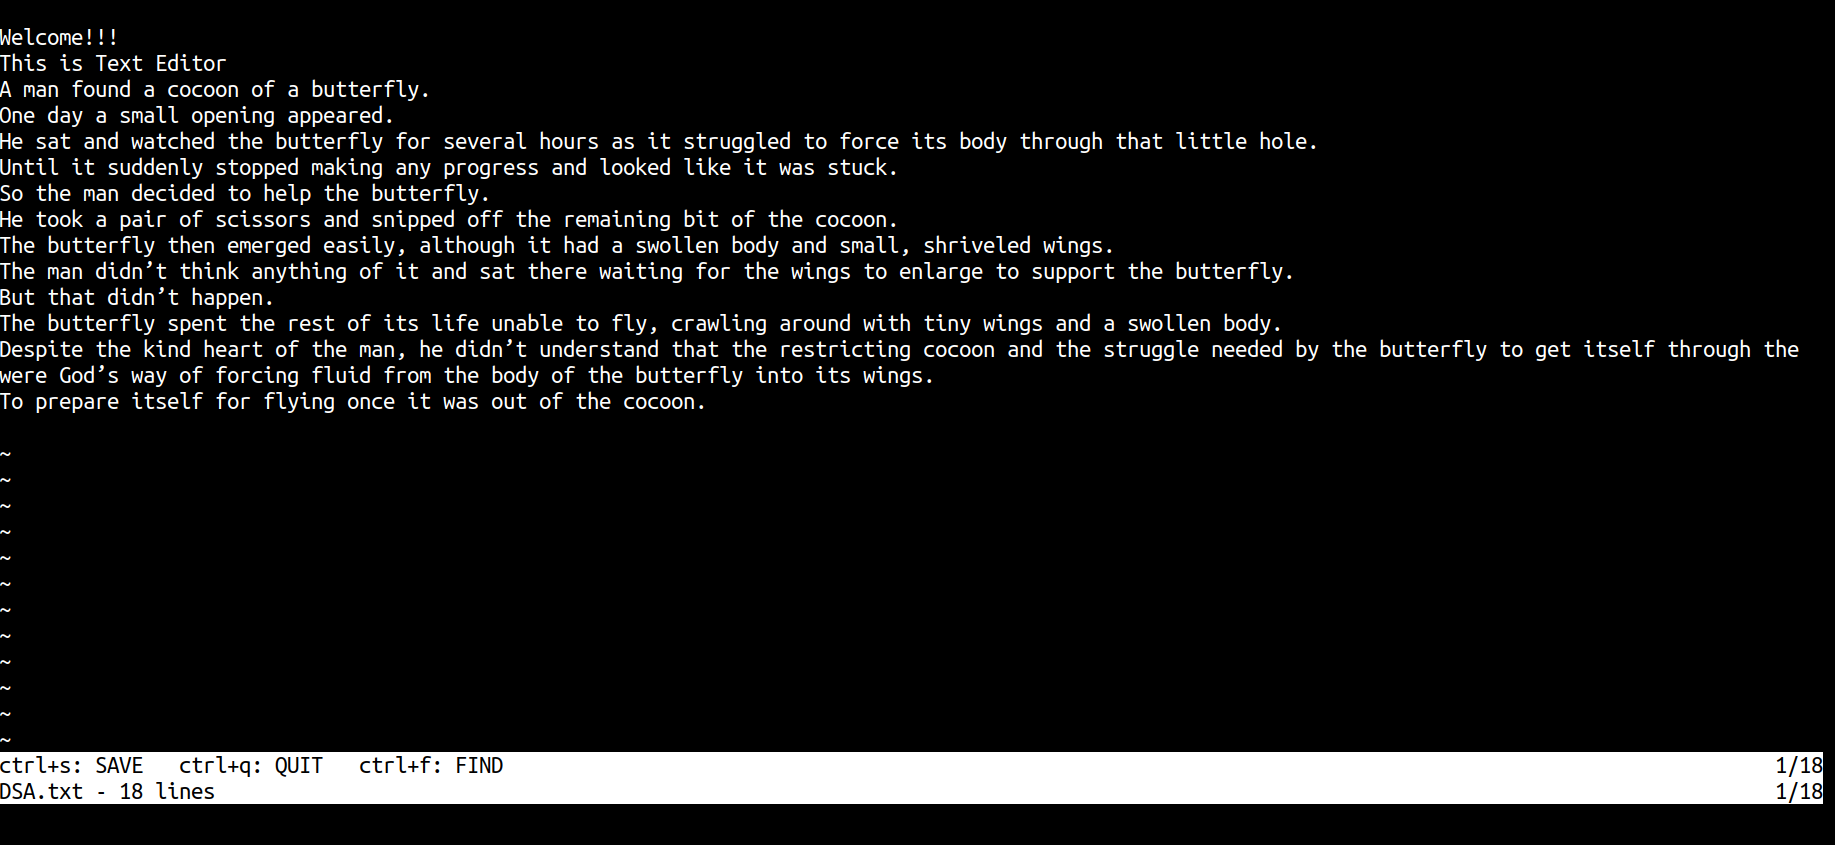 Welcome!!!
This is Text Editor
A man found a cocoon of a butterfly.
One day a small opening appeared.
He sat and watched the butterfly for several hours as it struggled to force its body through that little hole.
Until it suddenly stopped making any progress and looked like it was stuck.
So the man decided to help the butterfly.
He took a pair of scissors and snipped off the remaining bit of the cocoon.
The butterfly then emerged easily, although it had a swollen body and small, shriveled wings.
The man didn’t think anything of it and sat there waiting for the wings to enlarge to support the butterfly.
But that didn’t happen.
The butterfly spent the rest of its life unable to fly, crawling around with tiny wings and a swollen body.
Despite the kind heart of the man, he didn’t understand that the restricting cocoon and the struggle needed by the butterfly to get itself through the
were God’s way of forcing fluid from the body of the butterfly into its wings.
To prepare itself for flying once it was out of the cocoon.
~
~
~
~
~
~
~
~
~
~
~
~
ctrl+s: SAVE   ctrl+q: QUIT   ctrl+f: FIND 1/18
DSA.txt - 18 lines 1/18